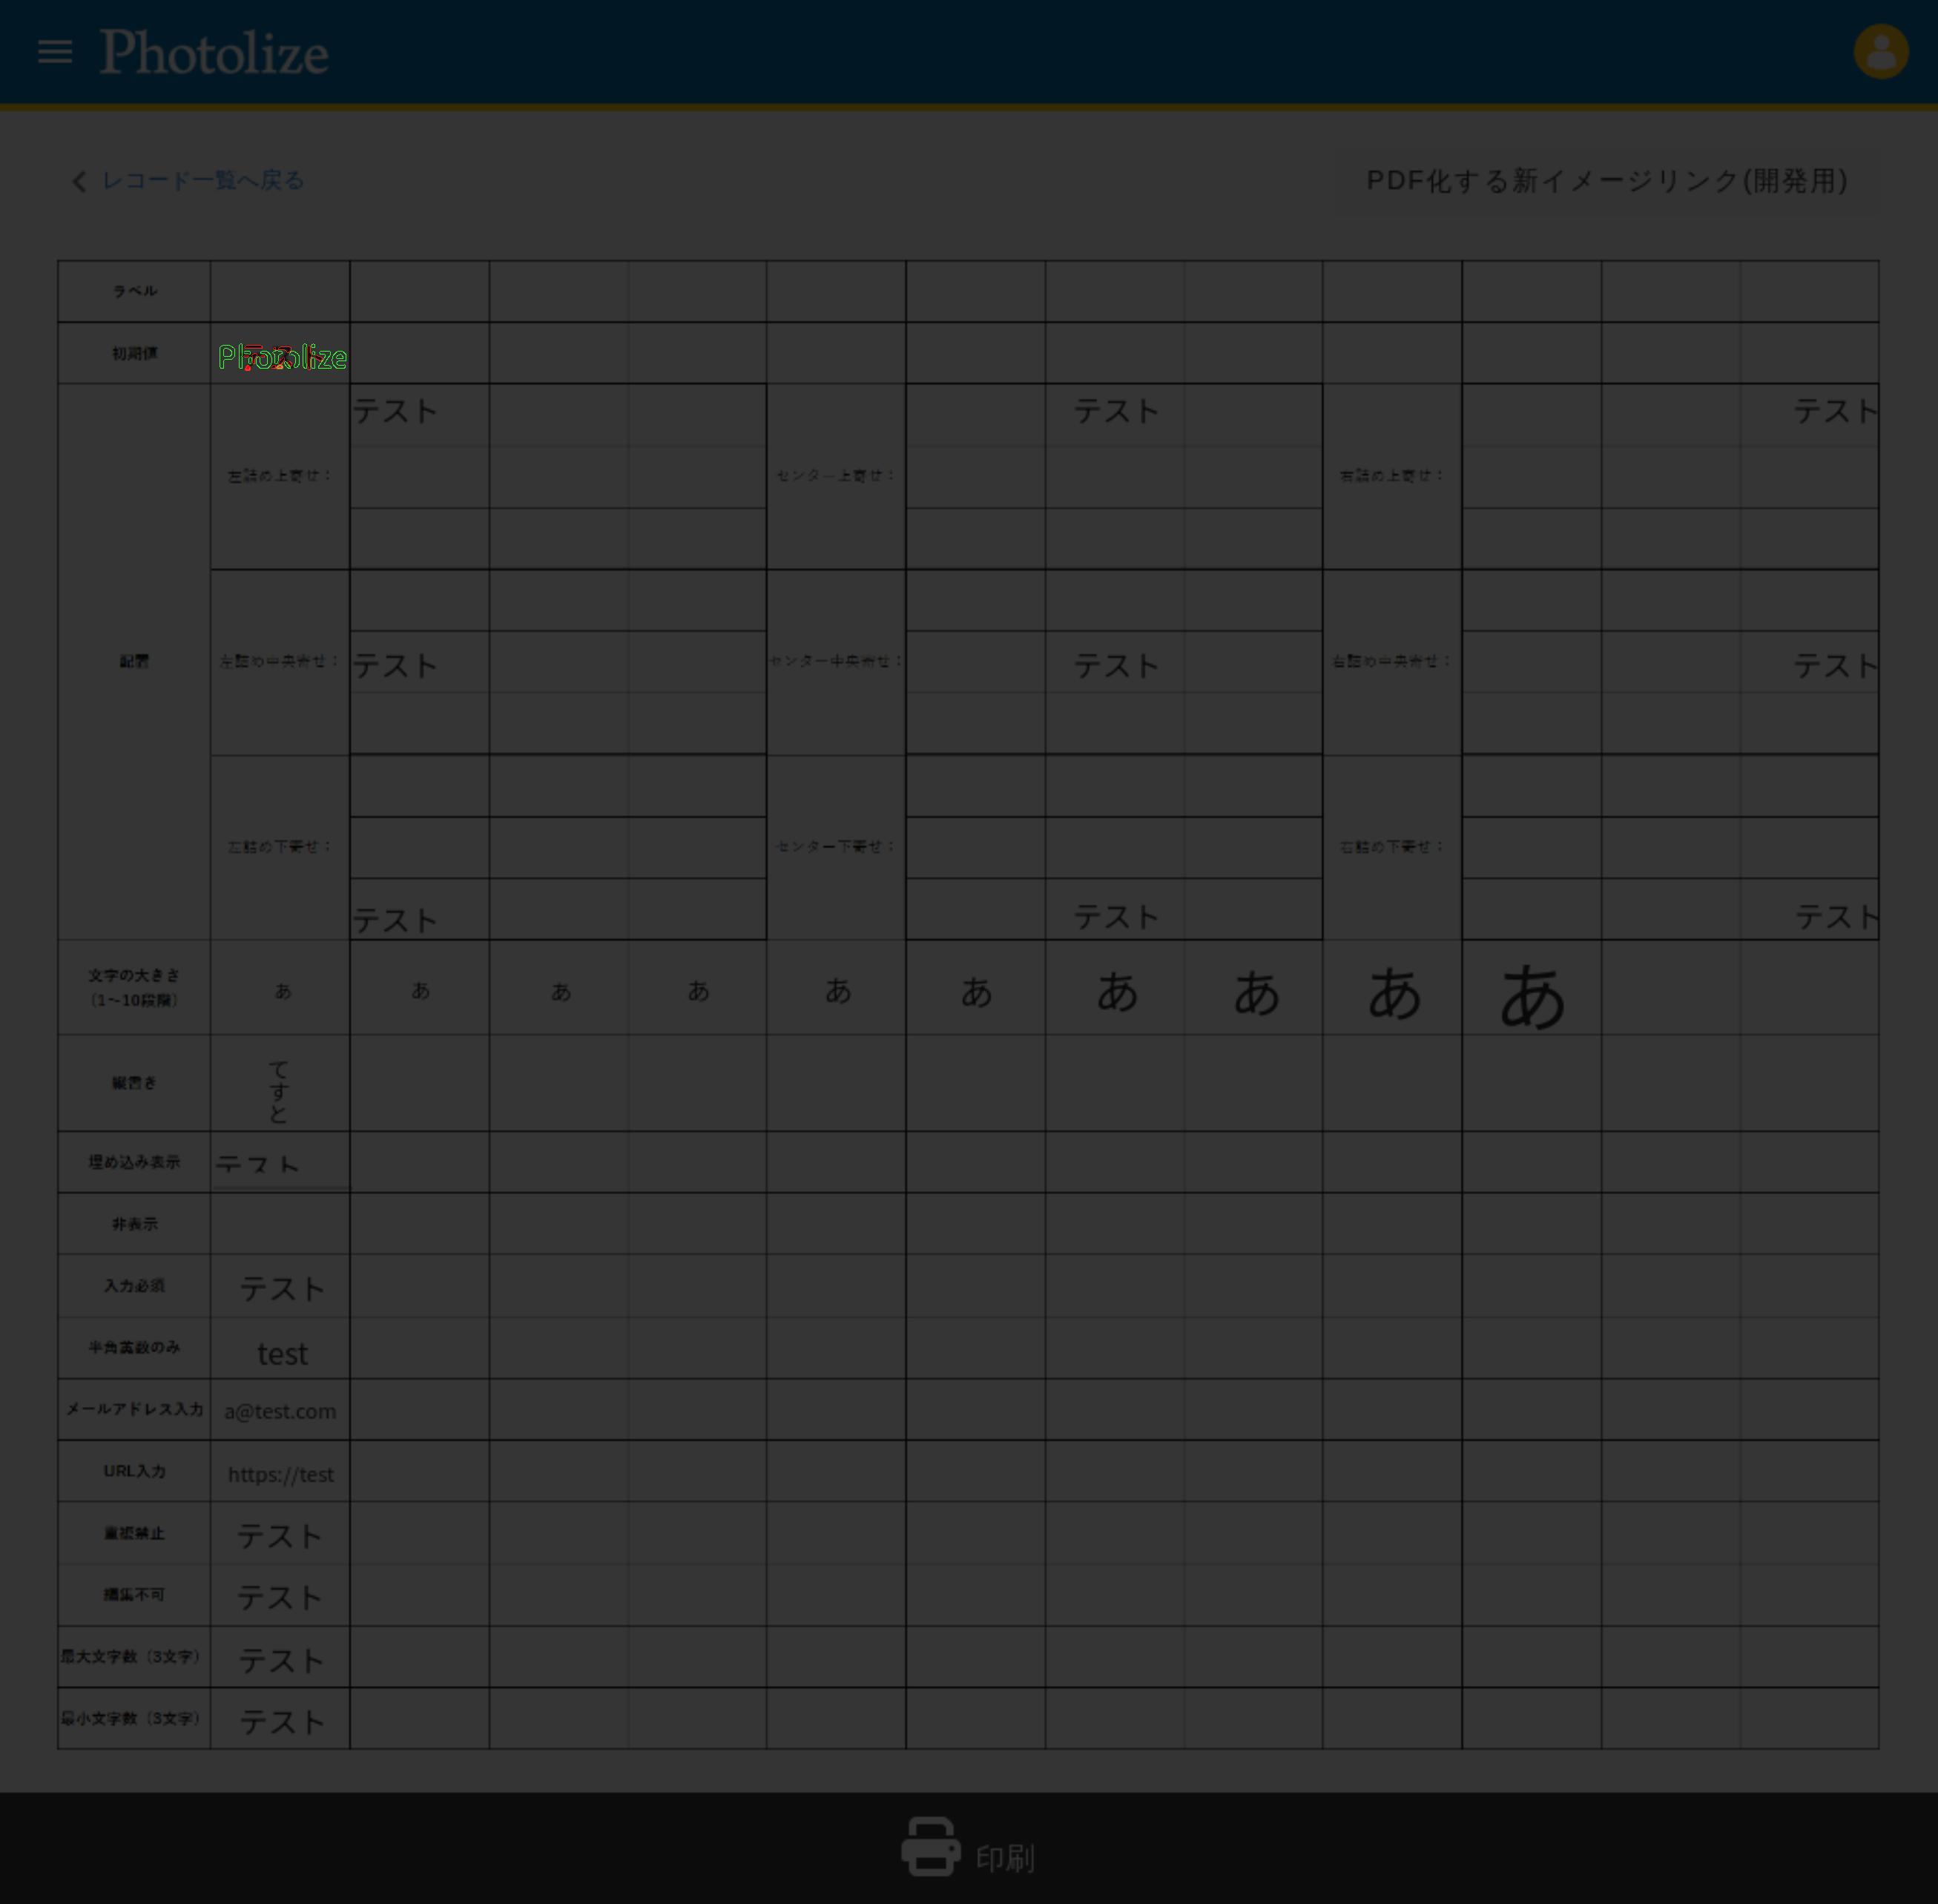 Photolize
レコード一覧へ戻る
PDF化する新イメージリンク(開発用)
ラベル
初期値 Photolize
テスト テスト テスト
左詰め上寄せ： センター上寄せ：右詰め上寄せ：
配置 左詰め中央寄せ： テスト センター中央寄せ： テスト 右詰め中央寄せ： テスト
左詰め下寄せ： センター下寄せ： 右詰め下寄せ：
テスト テスト テスト
文字の大きさ
（1～10段階） あ あ あ あ あ あ あ あ あ あ
縦書き てすと
埋め込み表示 テスト
非表示
入力必須 テスト
半角英数のみ test
メールアドレス入力 a@test.com
URL入力 https://test
重複禁止 テスト
編集不可 テスト
最大文字数（3文字） テスト
最小文字数（3文字） テスト
印刷